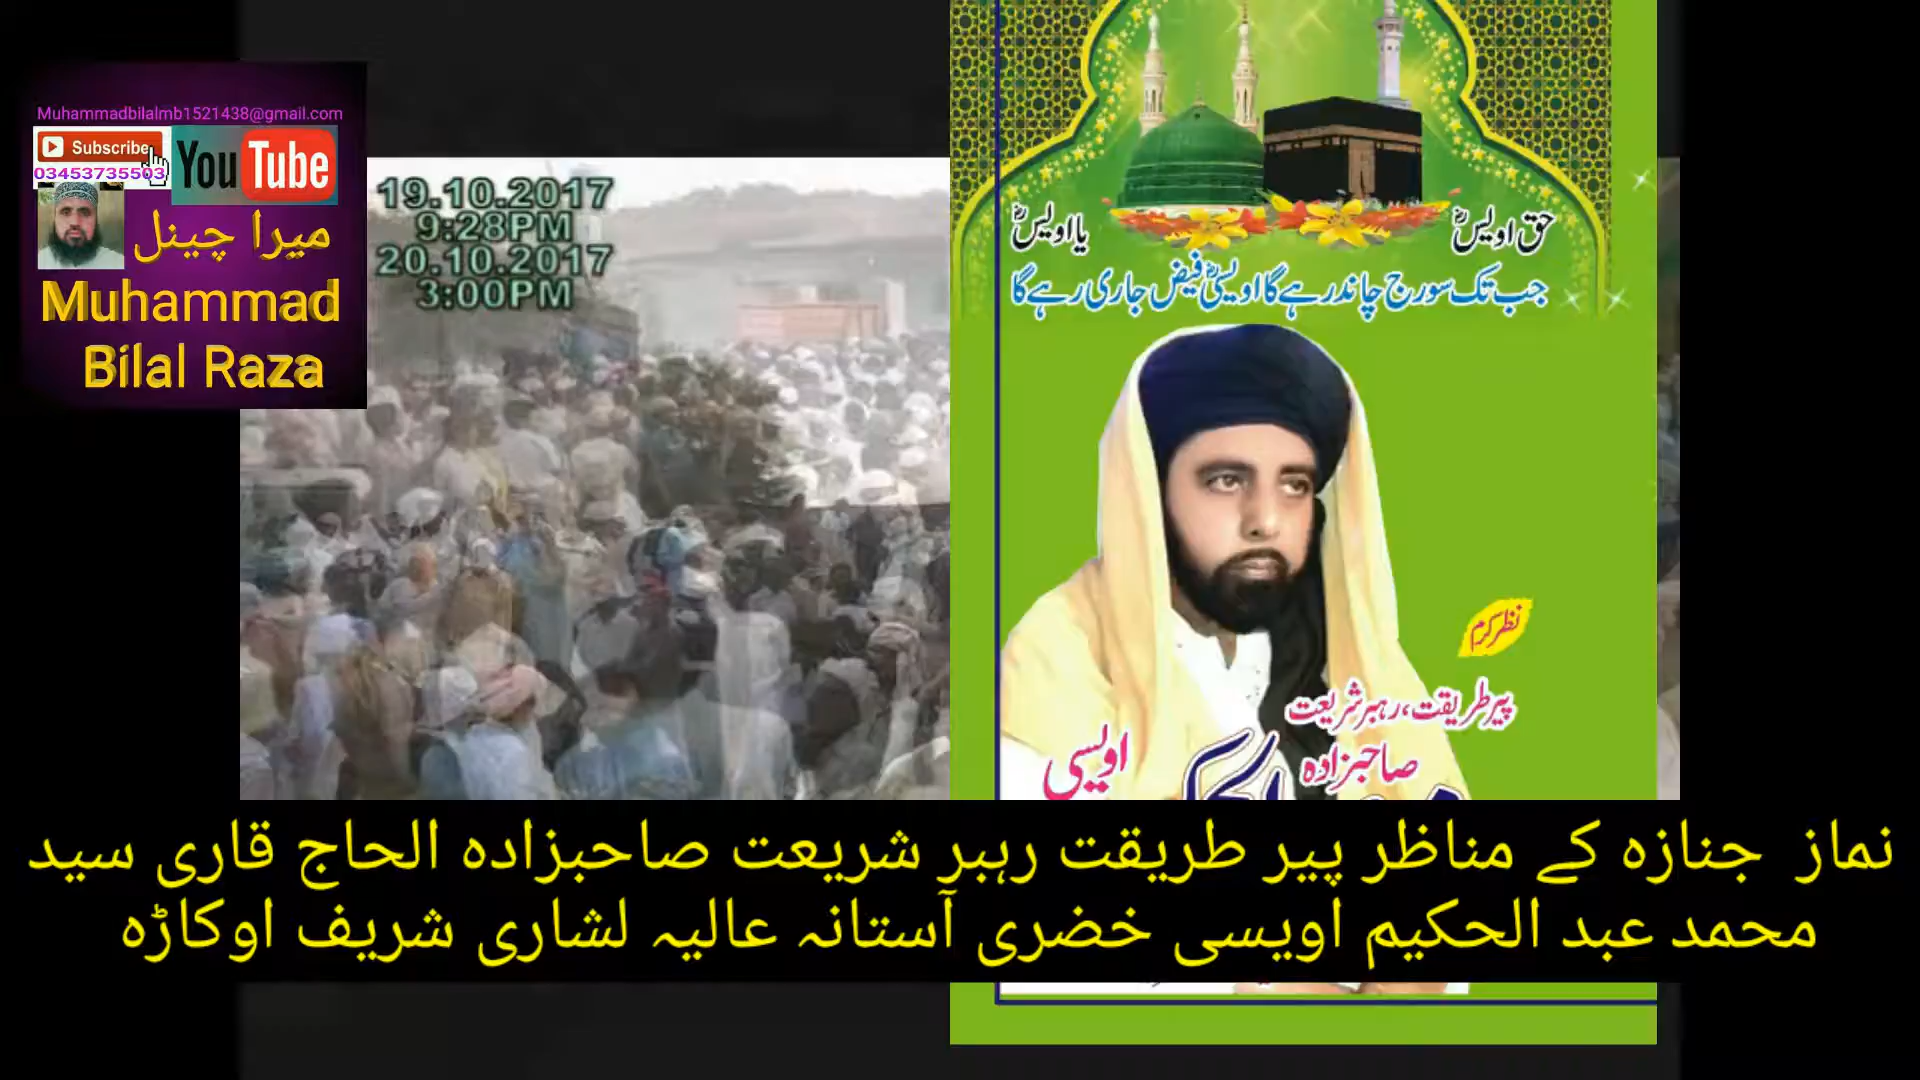 Muhammadbilalmb1521438@gmail.com
Subscribe
YouTube
03453735503
میرا چینل
Muhammad
Bilal Raza
19.10.2017
9:28PM
20.10.2017
3:00PM
حق اویسؓ
یا اویسؓ
جب تک سورج چاند رہے گا اویسیؓ فیض جاری رہے گا
نظر کرم
پیر طریقت، رہبر شریعت
صاحبزادہ
اویسی
نماز جنازہ کے مناظر پیر طریقت رہبر شریعت صاحبزادہ الحاج قاری سید
محمد عبد الحکیم اویسی خضری آستانہ عالیہ لشاری شریف اوکاڑہ